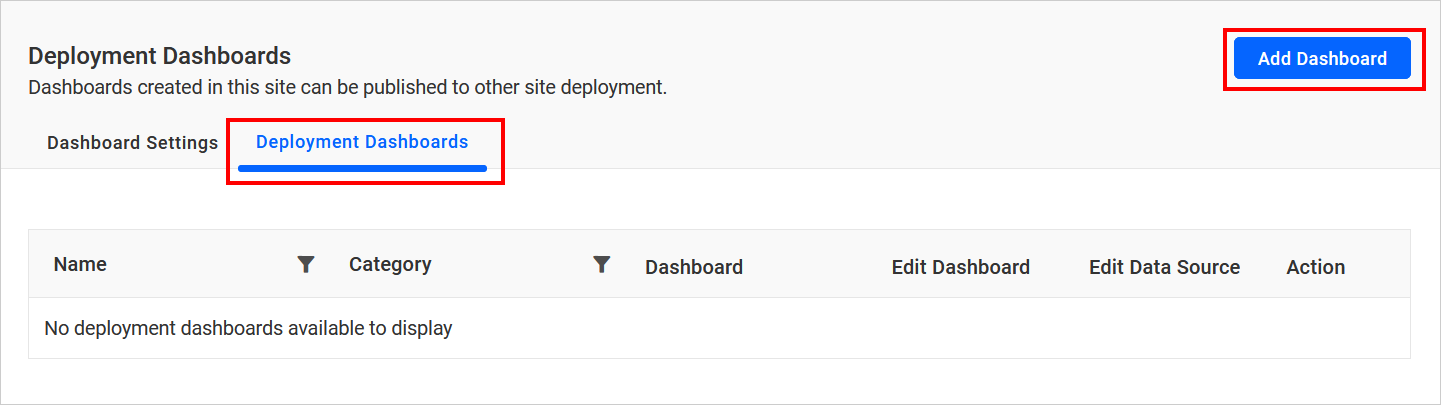 Deployment Dashboards
Add Dashboard
Dashboards created in this site can be published to other site deployment.
Dashboard Settings Deployment Dashboards
Name Category Dashboard Edit Dashboard Edit Data Source Action
No deployment dashboards available to display